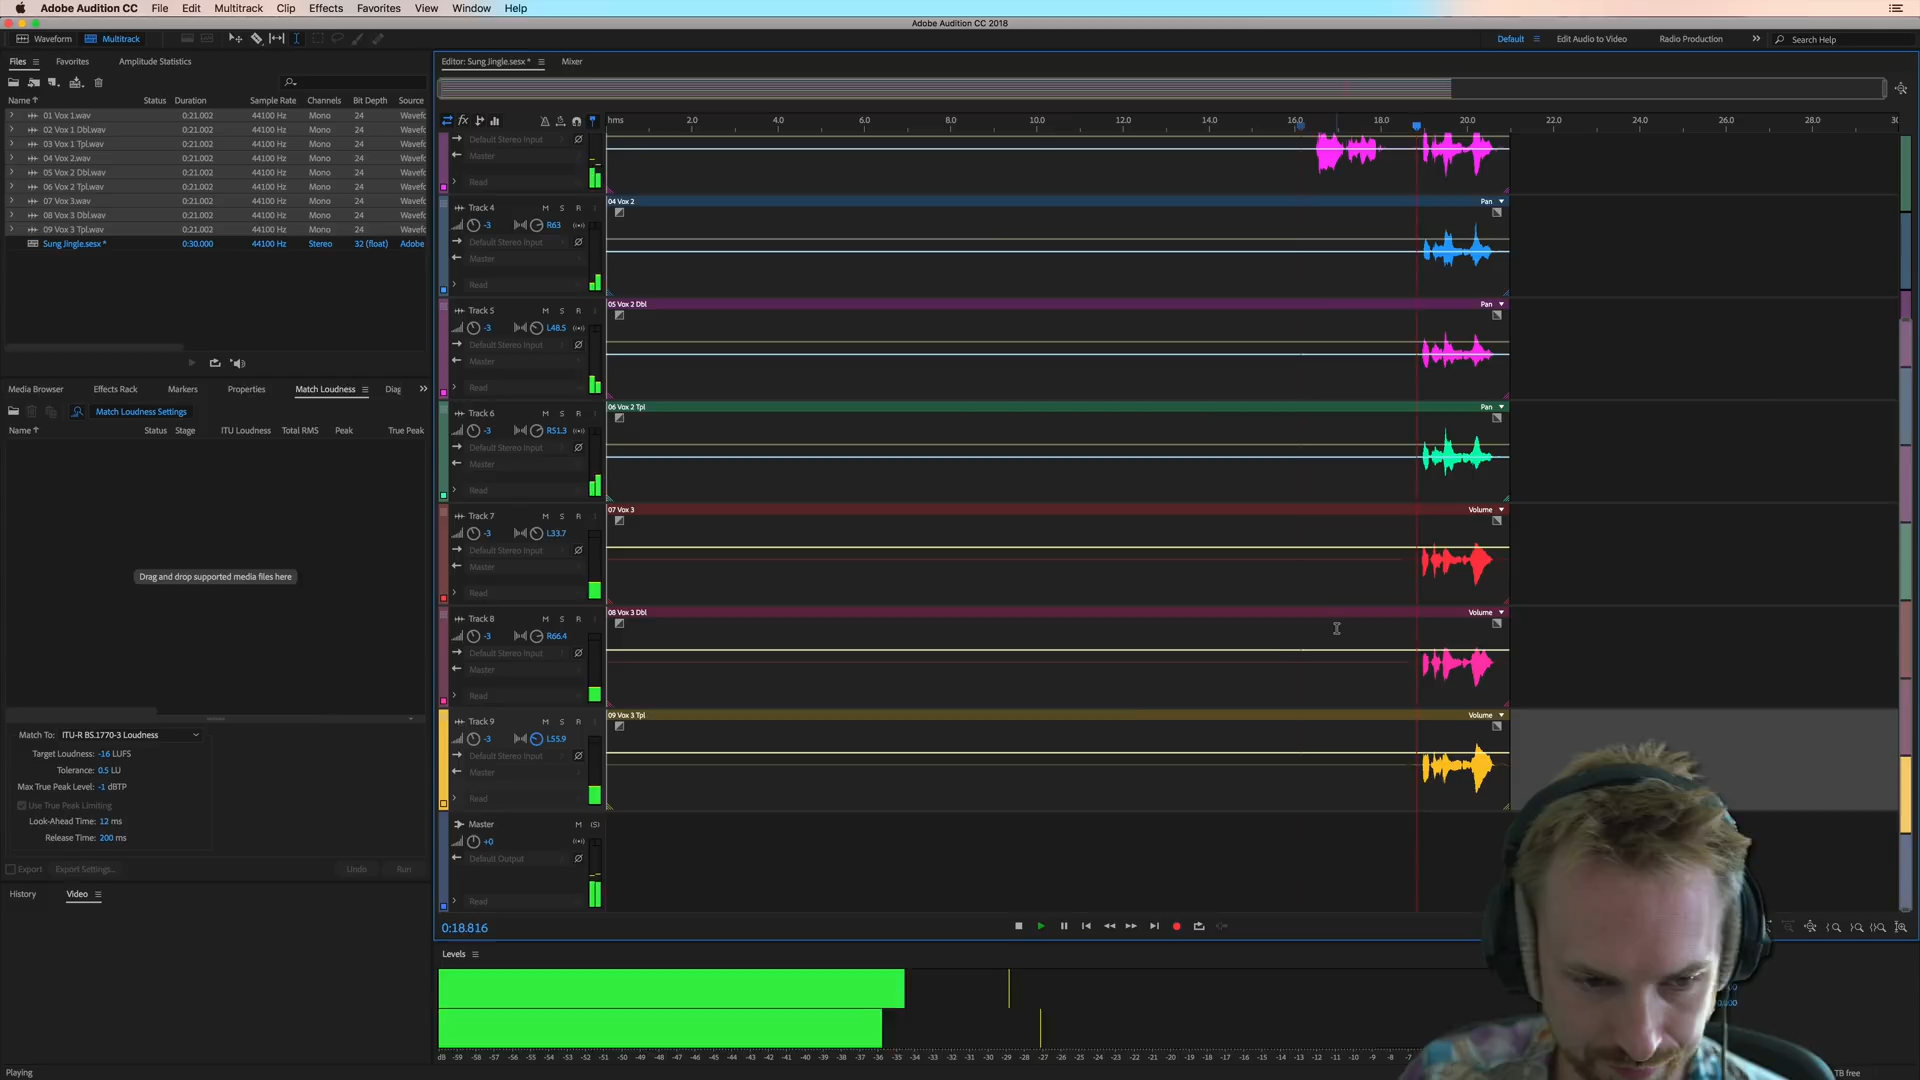 Adobe Audition CC File Edit Multitrack Clip Effects Favorites View Window Help
Adobe Audition CC 2018
Waveform Multitrack Default Edit Audio to Video Radio Production Search Help
Files Favorites Amplitude Statistics
Name Status Duration Sample Rate Channels Bit Depth Source
01 Vox 1.wav 0:21.002 44100 Hz Mono 24 Wavefo
02 Vox 1 Dbl.wav 0:21.002 44100 Hz Mono 24 Wavefo
03 Vox 1 Tpl.wav 0:21.002 44100 Hz Mono 24 Wavefo
04 Vox 2.wav 0:21.002 44100 Hz Mono 24 Wavefo
05 Vox 2 Dbl.wav 0:21.002 44100 Hz Mono 24 Wavefo
06 Vox 2 Tpl.wav 0:21.002 44100 Hz Mono 24 Wavefo
07 Vox 3.wav 0:21.002 44100 Hz Mono 24 Wavefo
08 Vox 3 Dbl.wav 0:21.002 44100 Hz Mono 24 Wavefo
09 Vox 3 Tpl.wav 0:21.002 44100 Hz Mono 24 Wavefo
Sung Jingle.sesx * 0:30.000 44100 Hz Stereo 32 (float) Adobe
Media Browser Effects Rack Markers Properties Match Loudness Diag
Match Loudness Settings
Name Status Stage ITU Loudness Total RMS Peak True Peak
Drag and drop supported media files here
Match To: ITU-R BS.1770-3 Loudness
Target Loudness: -16 LUFS
Tolerance: 0.5 LU
Max True Peak Level: -1 dBTP
Use True Peak Limiting
Look-Ahead Time: 12 ms
Release Time: 200 ms
Export Export Settings... Undo Run
History Video
Editor: Sung Jingle.sesx * Mixer
fx hms 2.0 4.0 6.0 8.0 10.0 12.0 14.0 16.0 18.0 20.0 22.0 24.0 26.0 28.0 30
Default Stereo Input
Master
Read
Track 4 M S R 04 Vox 2 Pan
-3 R63
Default Stereo Input
Master
Read
Track 5 M S R 05 Vox 2 Dbl Pan
-3 L48.5
Default Stereo Input
Master
Read
Track 6 M S R 06 Vox 2 Tpl Pan
-3 R51.3
Default Stereo Input
Master
Read
Track 7 M S R 07 Vox 3 Volume
-3 L33.7
Default Stereo Input
Master
Read
Track 8 M S R 08 Vox 3 Dbl Volume
-3 R66.4
Default Stereo Input
Master
Read
Track 9 M S R 09 Vox 3 Tpl Volume
-3 L55.9
Default Stereo Input
Master
Read
Master M (S)
+0
Default Output
Read
0:18.816
Levels
dB -59 -58 -57 -56 -55 -54 -53 -52 -51 -50 -49 -48 -47 -46 -45 -44 -43 -42 -41 -40 -39 -38 -37 -36 -35 -34 -33 -32 -31 -30 -29 -28 -27 -26 -25 -24 -23 -22 -21 -20 -19 -18 -17 -16 -15 -14 -13 -12 -11 -10 -9 -8 -7
Playing
TB free